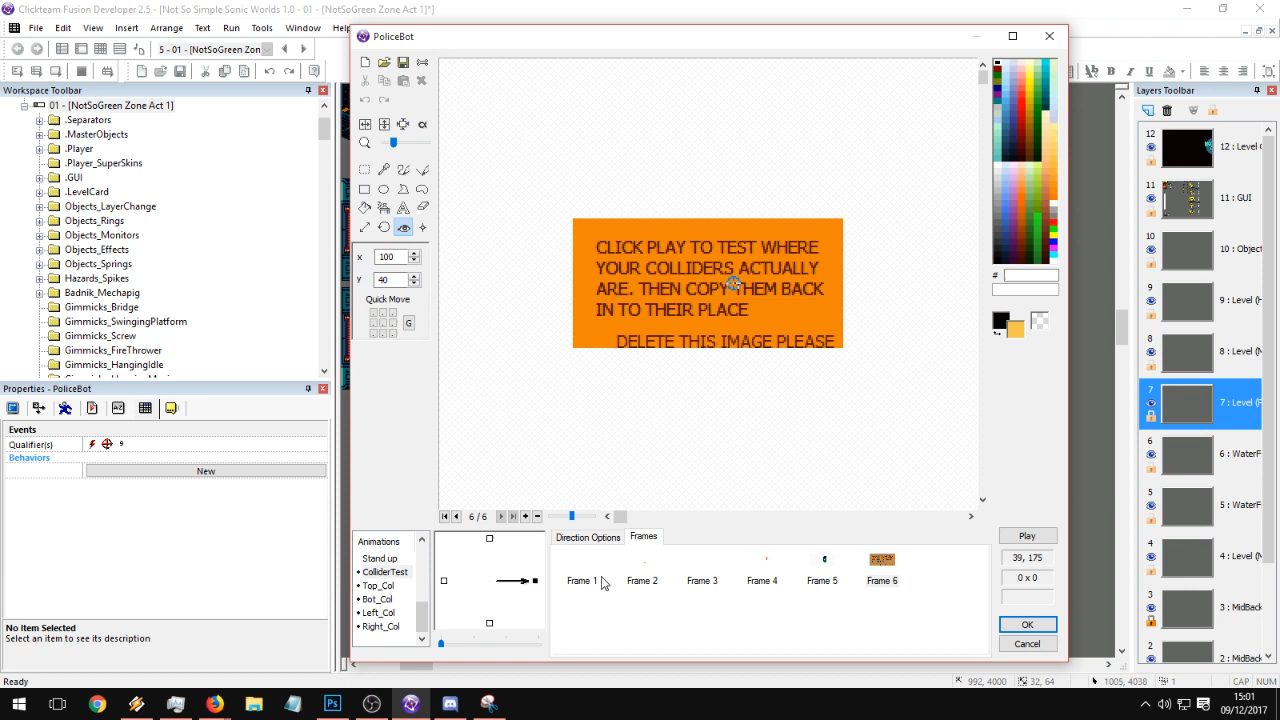 Clickteam Fusion Developer 2.5 - 01 - (Not So Simple Sonic Worlds 1.0 - 01 - [NotSoGreen Zone Act 1]*)
File Edit View Insert Arrange Text Run Tools Window
5 - 01 - [NotSoGreen Zon
Workspace Toolbar
01 - [NotSoGreen Zone Act 1]
.Separators
.MasterObjects
.Player
.Player_SuperSkins
.GUI
.LevelCard
Objects_LayerChange
Objects_Rings
Objects_Monitors
Objects_Effects
Objects_Springs
Hazards_Spikes
Badnik_Mechapig
Gimmicks_Bridge
Gimmicks_SwingingPlatform
Gimmicks_Screw
Gimmicks_FireThrower
Gimmicks_HangingIdle
Properties - PoliceBot
Events
Qualifier(s) 9
Behaviors
New
No Item Selected
Select an item to see its description
Ready
PoliceBot
x 100
y 40
Quick Move
G
CLICK PLAY TO TEST WHERE
YOUR COLLIDERS ACTUALLY
ARE. THEN COPY THEM BACK
IN TO THEIR PLACE
DELETE THIS IMAGE PLEASE
#
6 / 6
Animations
Stand up
ColliderTest
Top_Col
Bot_Col
Left_Col
Right_Col
Direction Options Frames
Frame 1 Frame 2 Frame 3 Frame 4 Frame 5 Frame 6
Play
39, 175
0 x 0
OK
Cancel
Layers Toolbar
12 12 : Level
11 11 : GUI
10 10 : Object
9 9 : Level (
8 8 : Level (
7 7 : Level (F
6 6 : WaterF
5 5 : WaterF
4 4 : Level (
3 3 : MidBack
2 2 : MidBack
992, 4000 32, 64 1005, 4038 1 CAP NUM
15:01
09/12/2017